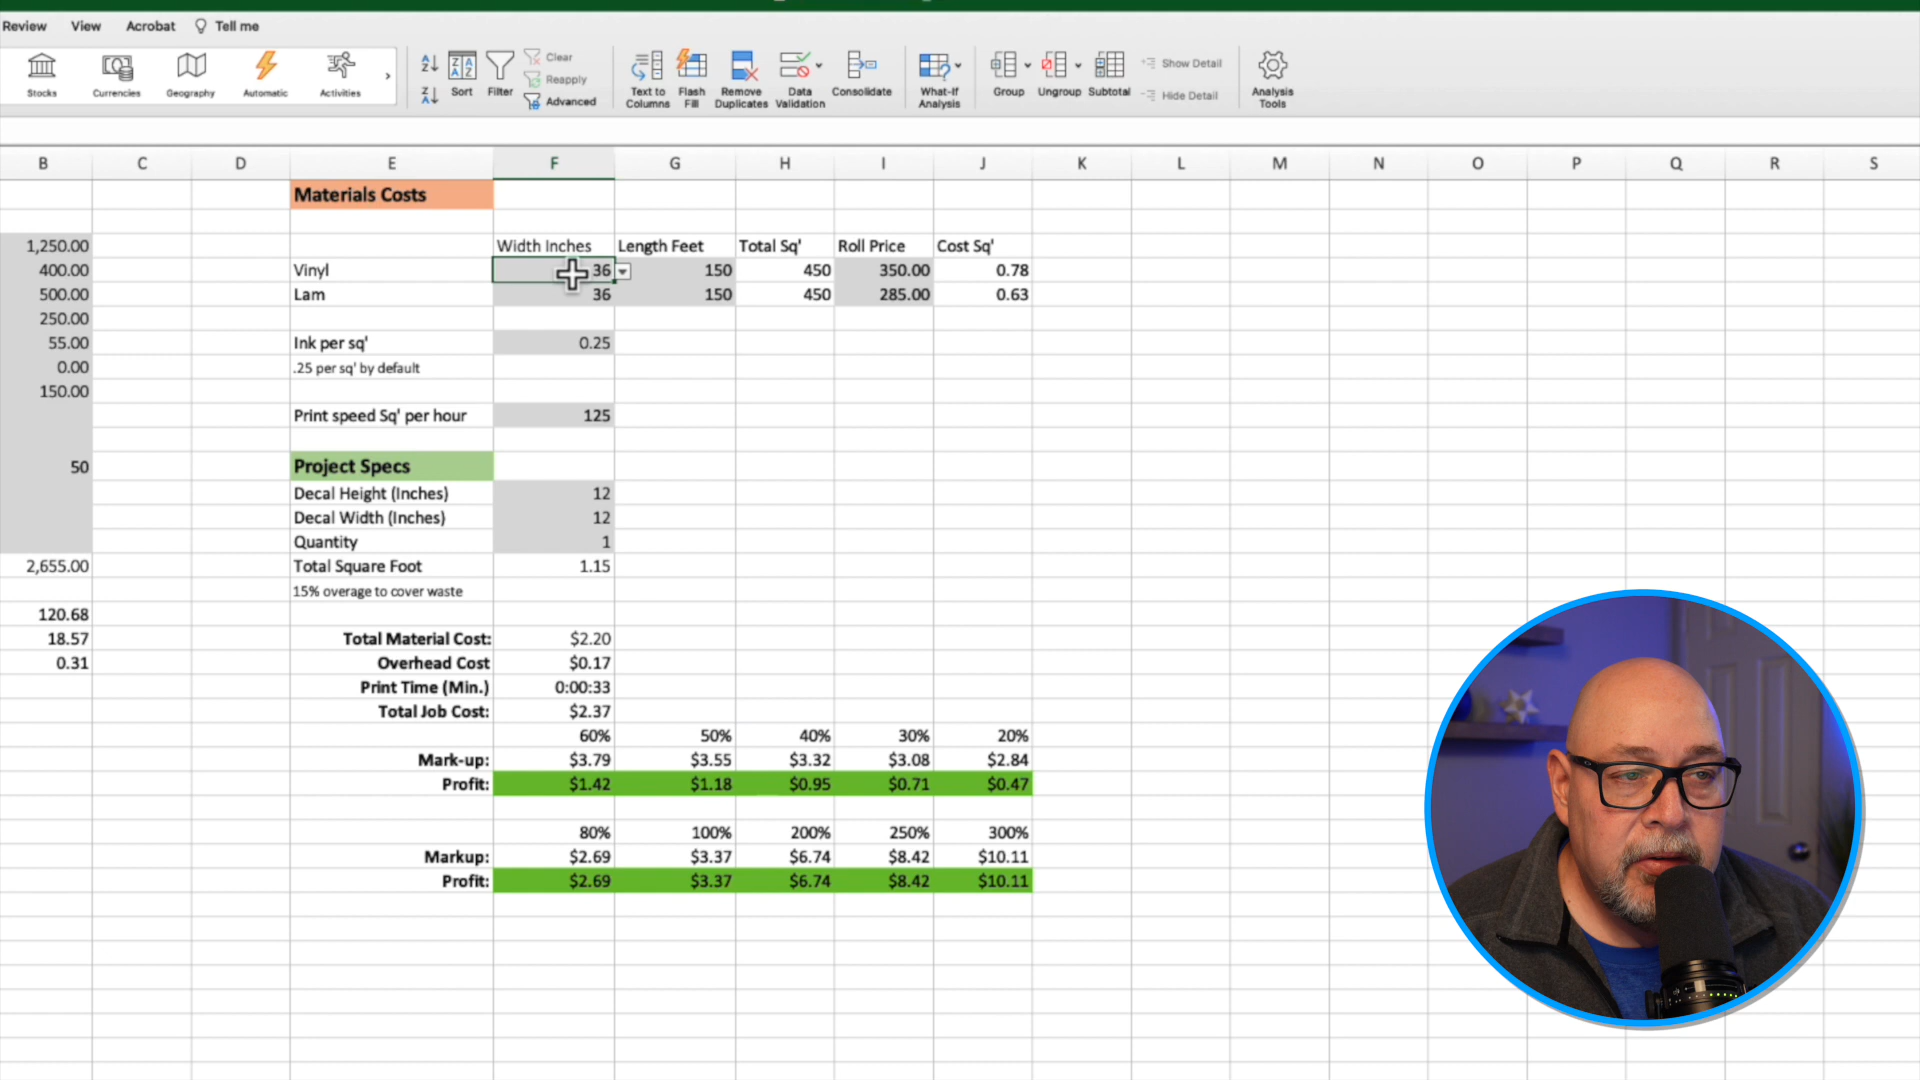 Review View Acrobat Tell me
Stocks Currencies Geography Automatic Activities Sort Filter Clear Reapply Advanced Text to Columns Flash Fill Remove Duplicates Data Validation Consolidate What-If Analysis Group Ungroup Subtotal Show Detail Hide Detail Analysis Tools
B C D E F G H I J K L M N O P Q R S
Materials Costs
1,250.00 Width Inches Length Feet Total Sq' Roll Price Cost Sq'
400.00 Vinyl 36 150 450 350.00 0.78
500.00 Lam 36 150 450 285.00 0.63
250.00
55.00 Ink per sq' 0.25
0.00 .25 per sq' by default
150.00
Print speed Sq' per hour 125
50 Project Specs
Decal Height (Inches) 12
Decal Width (Inches) 12
Quantity 1
2,655.00 Total Square Foot 1.15
15% overage to cover waste
120.68
18.57 Total Material Cost: $2.20
0.31 Overhead Cost $0.17
Print Time (Min.) 0:00:33
Total Job Cost: $2.37
60% 50% 40% 30% 20%
Mark-up: $3.79 $3.55 $3.32 $3.08 $2.84
Profit: $1.42 $1.18 $0.95 $0.71 $0.47
80% 100% 200% 250% 300%
Markup: $2.69 $3.37 $6.74 $8.42 $10.11
Profit: $2.69 $3.37 $6.74 $8.42 $10.11